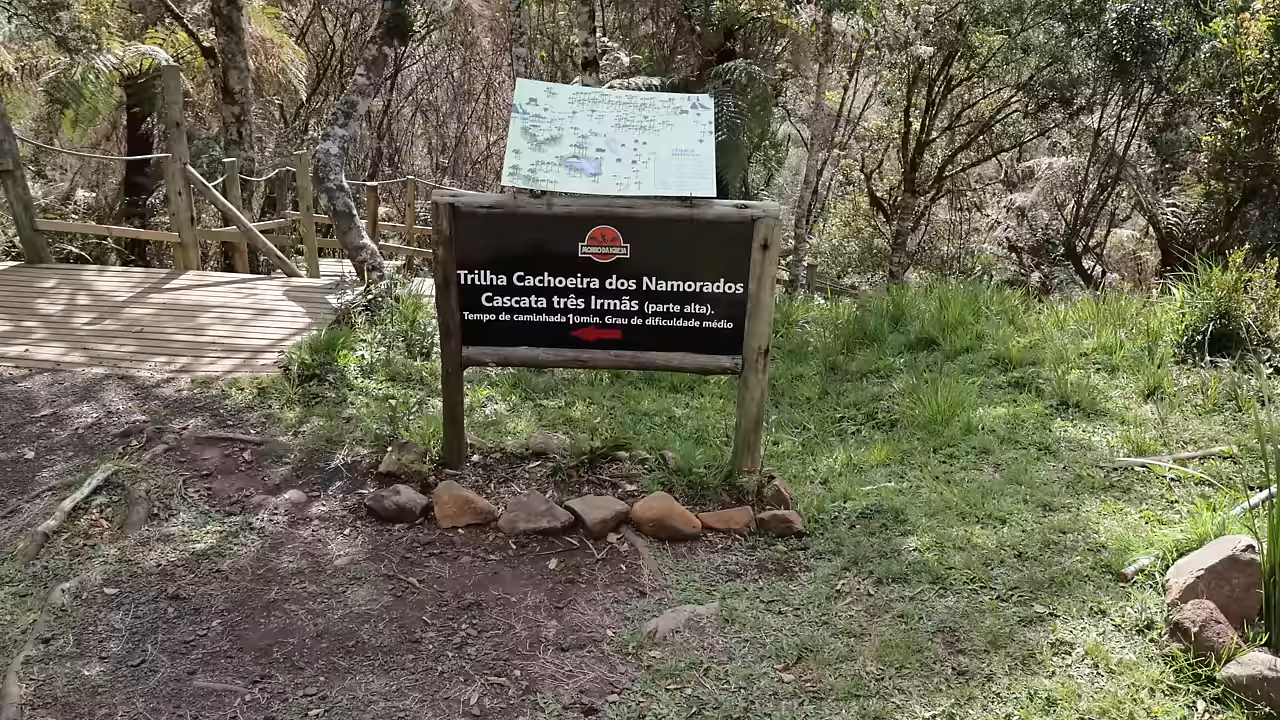 MORRO DA IGREJA
Trilha Cachoeira dos Namorados
Cascata três Irmãs (parte alta).
Tempo de caminhada 10min. Grau de dificuldade médio